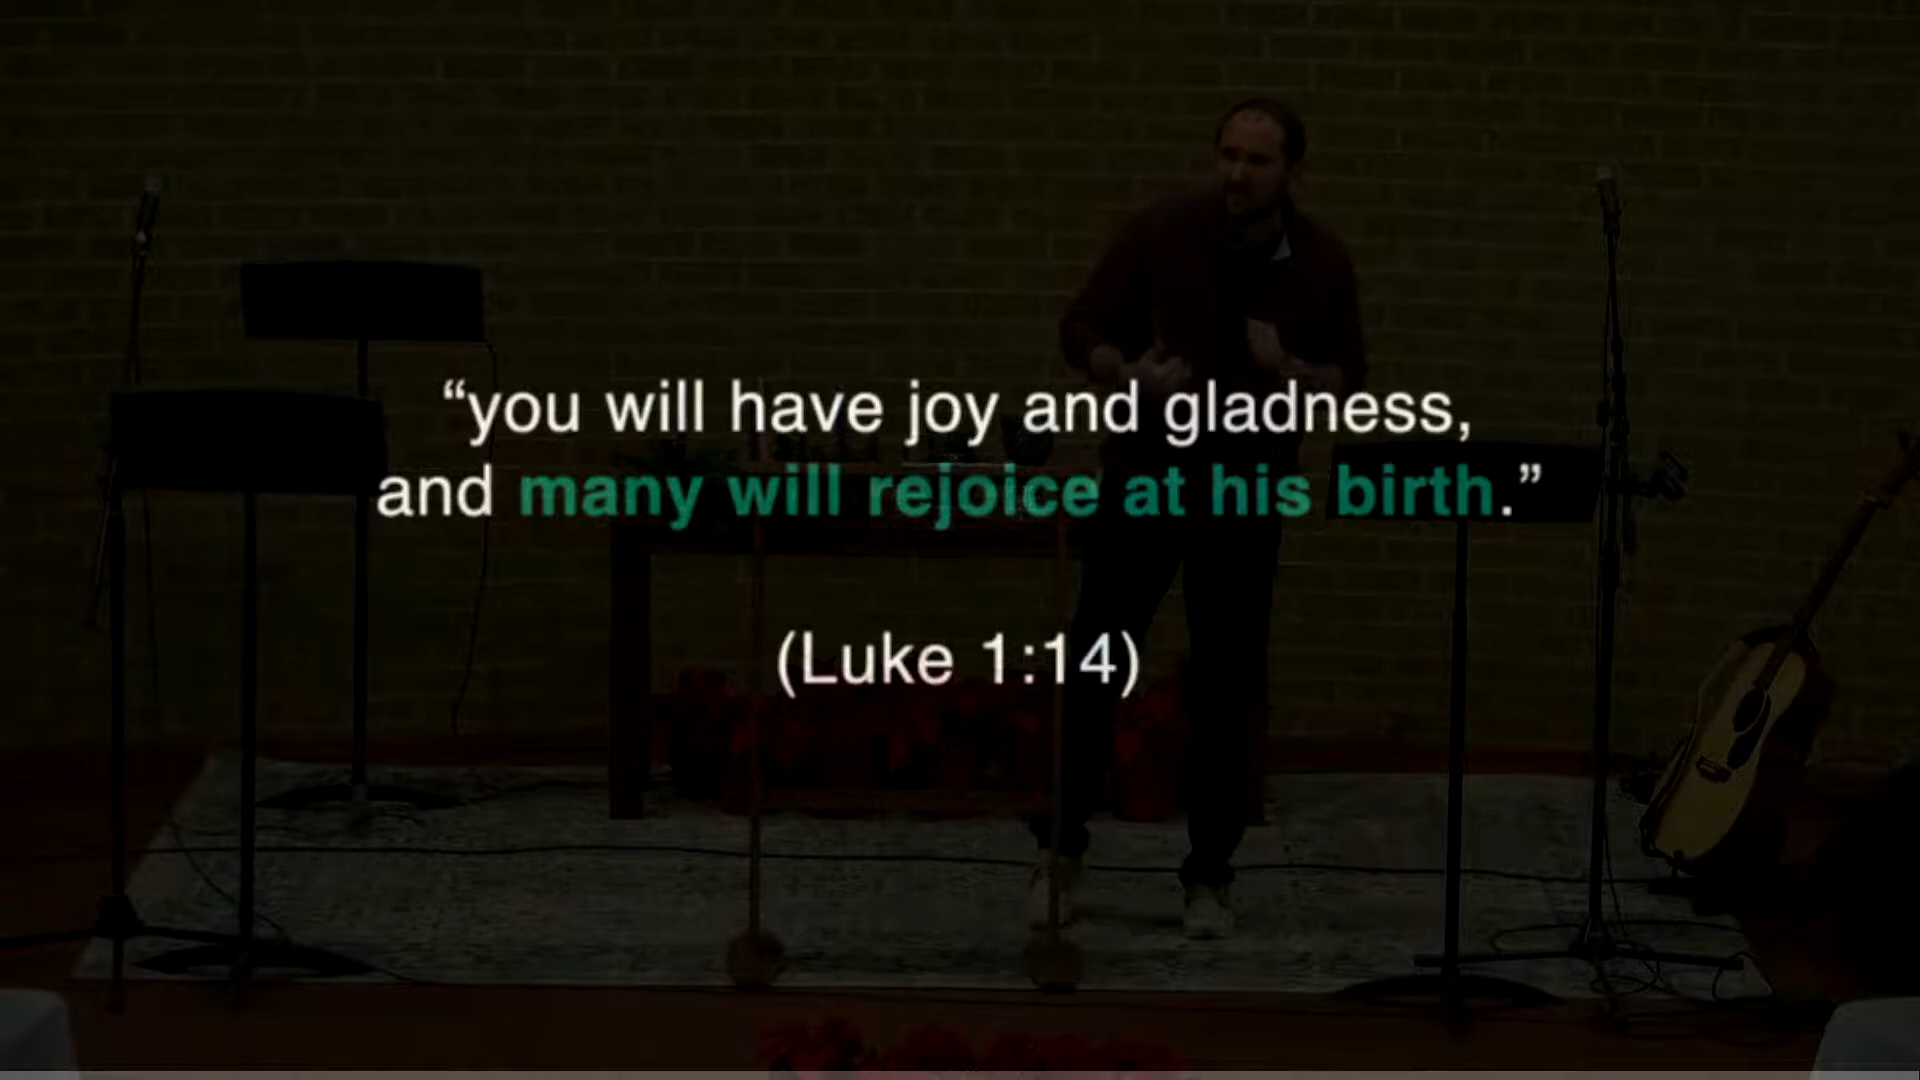 “you will have joy and gladness,
and many will rejoice at his birth.”
(Luke 1:14)